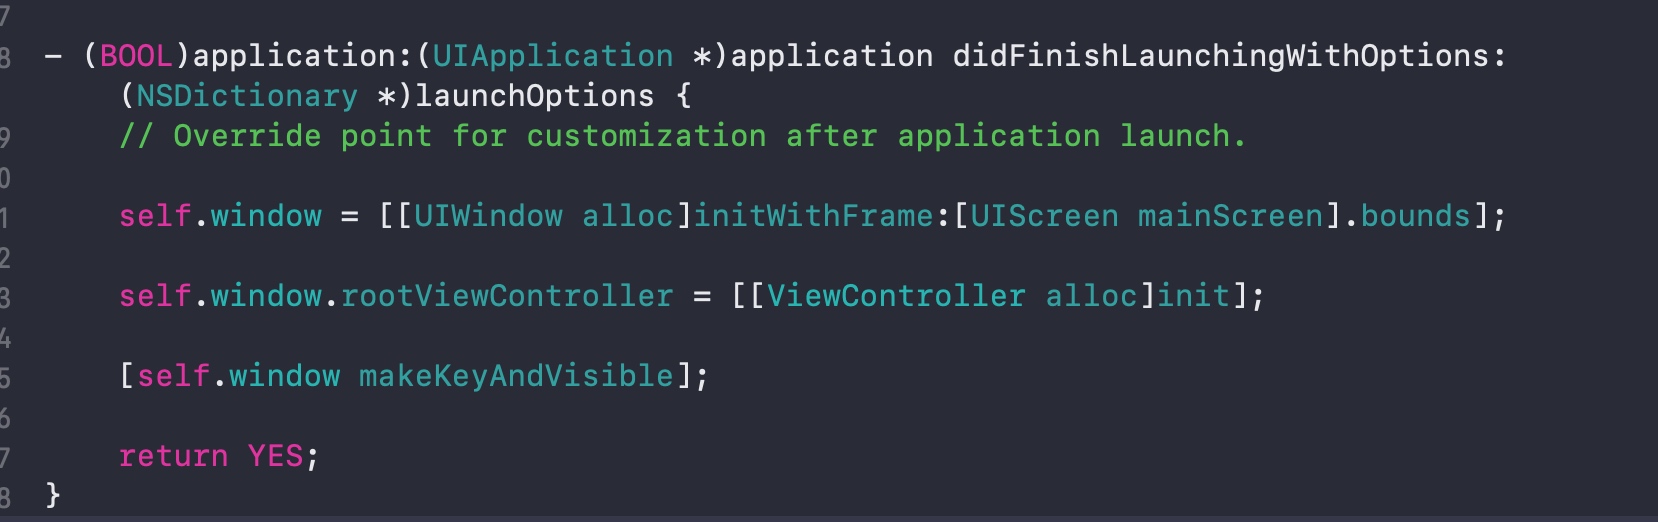 7
8 - (BOOL)application:(UIApplication *)application didFinishLaunchingWithOptions:
(NSDictionary *)launchOptions {
9 // Override point for customization after application launch.
0
1 self.window = [[UIWindow alloc]initWithFrame:[UIScreen mainScreen].bounds];
2
3 self.window.rootViewController = [[ViewController alloc]init];
4
5 [self.window makeKeyAndVisible];
6
7 return YES;
8 }